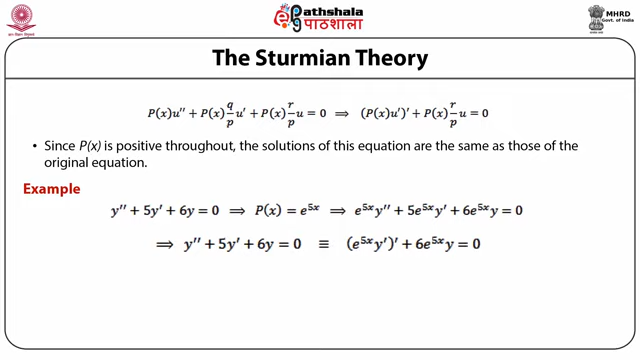 ePathshala
पाठशाला
MHRD
Govt. of India
The Sturmian Theory
P(x)u'' + P(x) q/p u' + P(x) r/p u = 0 ⟹ (P(x)u')' + P(x) r/p u = 0
• Since P(x) is positive throughout, the solutions of this equation are the same as those of the
original equation.
Example
y'' + 5y' + 6y = 0 ⟹ P(x) = e^{5x} ⟹ e^{5x}y'' + 5e^{5x}y' + 6e^{5x}y = 0
⟹ y'' + 5y' + 6y = 0 ≡ (e^{5x}y')' + 6e^{5x}y = 0